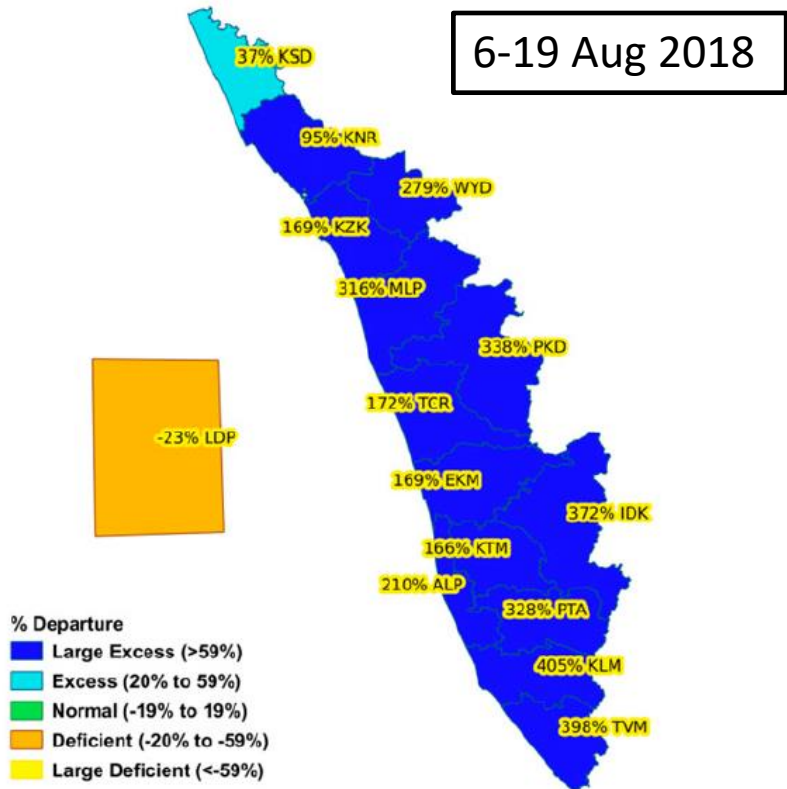 6-19 Aug 2018
37% KSD
95% KNR
279% WYD
169% KZK
316% MLP
338% PKD
172% TCR
-23% LDP
169% EKM
372% IDK
166% KTM
210% ALP
328% PTA
405% KLM
398% TVM
% Departure
Large Excess (>59%)
Excess (20% to 59%)
Normal (-19% to 19%)
Deficient (-20% to -59%)
Large Deficient (<-59%)